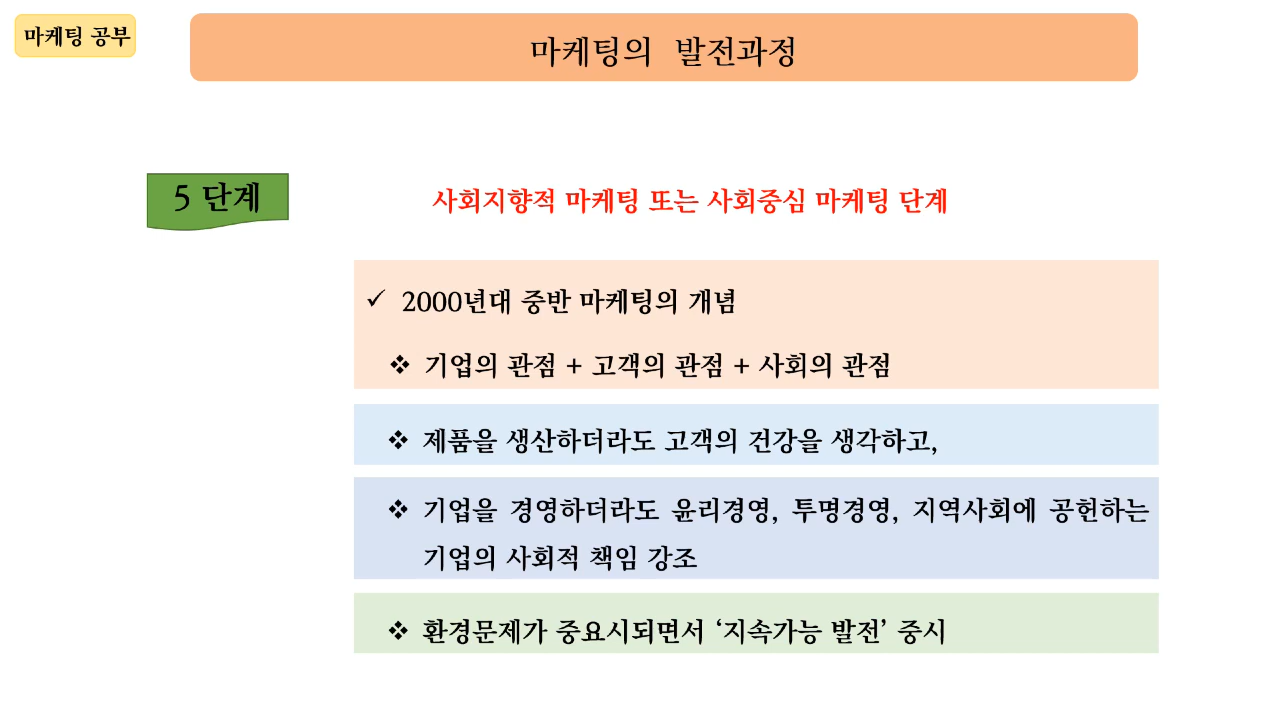 마케팅 공부
마케팅의 발전과정
5 단계
사회지향적 마케팅 또는 사회중심 마케팅 단계
✓ 2000년대 중반 마케팅의 개념
❖ 기업의 관점 + 고객의 관점 + 사회의 관점
❖ 제품을 생산하더라도 고객의 건강을 생각하고,
❖ 기업을 경영하더라도 윤리경영, 투명경영, 지역사회에 공헌하는
기업의 사회적 책임 강조
❖ 환경문제가 중요시되면서 ‘지속가능 발전’ 중시